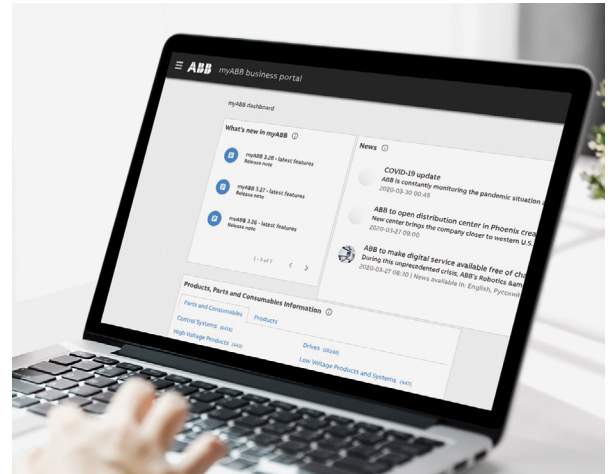 ABB myABB business portal
myABB dashboard
What's new in myABB
myABB 3.28 - latest features
Release note
myABB 3.27 - latest features
Release note
myABB 3.26 - latest features
Release note
1 - 3 of 7
News
COVID-19 update
ABB is constantly monitoring the pandemic situation
2020-03-30 00:45
ABB to open distribution center in Phoenix
New center brings the company closer to western U.S.
2020-03-27 09:00
ABB to make digital service available free of
During this unprecedented crisis, ABB's Robotics &am
2020-03-27 06:30 | News available in: English, Русский
Products, Parts and Consumables Information
Parts and Consumables
Products
Control Systems
Drives
High Voltage Products
Low Voltage Products and Systems (447)